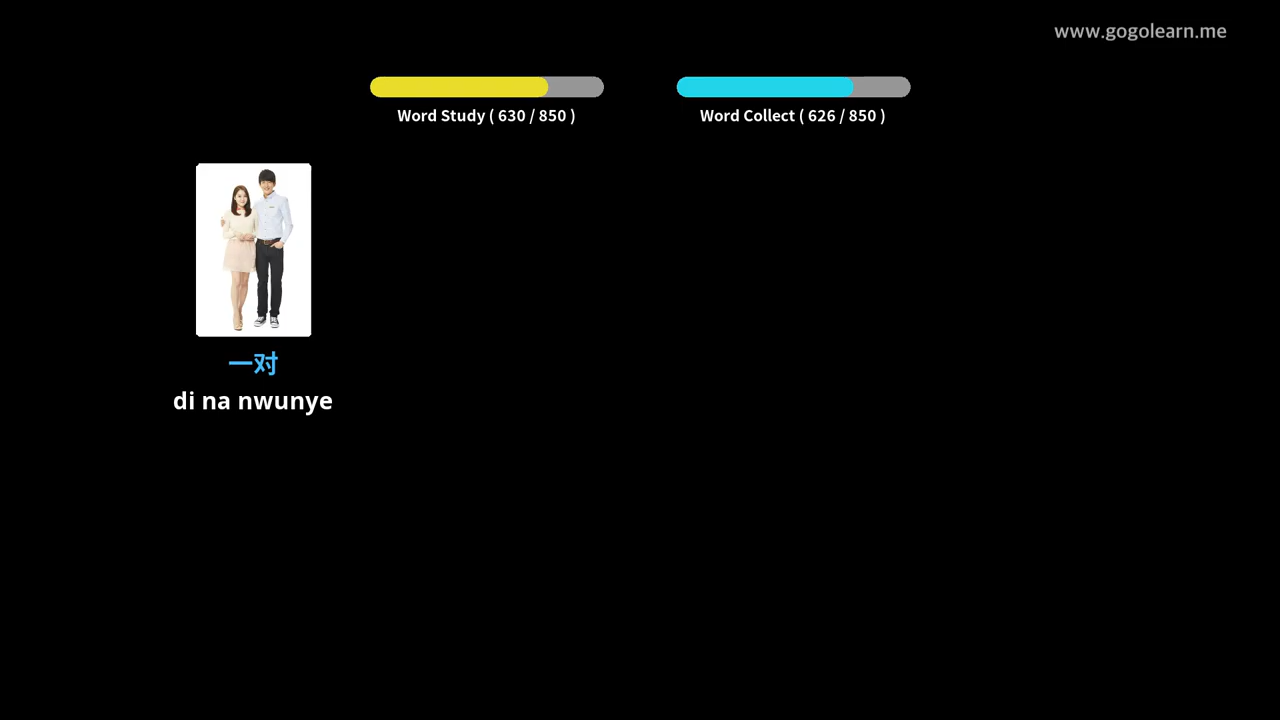 www.gogolearn.me
Word Study ( 630 / 850 )
Word Collect ( 626 / 850 )
一对
di na nwunye